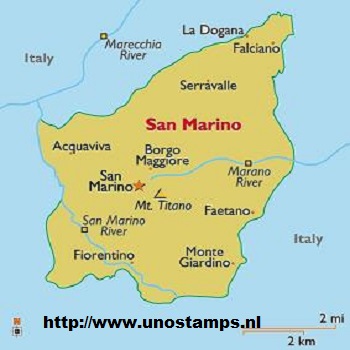 La Dogana
Falciano
Marecchia
River
Italy
Serravalle
San Marino
Acquaviva
Borgo
Maggiore
San
Marino
Marano
River
Mt. Titano
Faetano
San Marino
River
Italy
Fiorentino
Monte
Giardino
2 mi
2 km
N
http://www.unostamps.nl